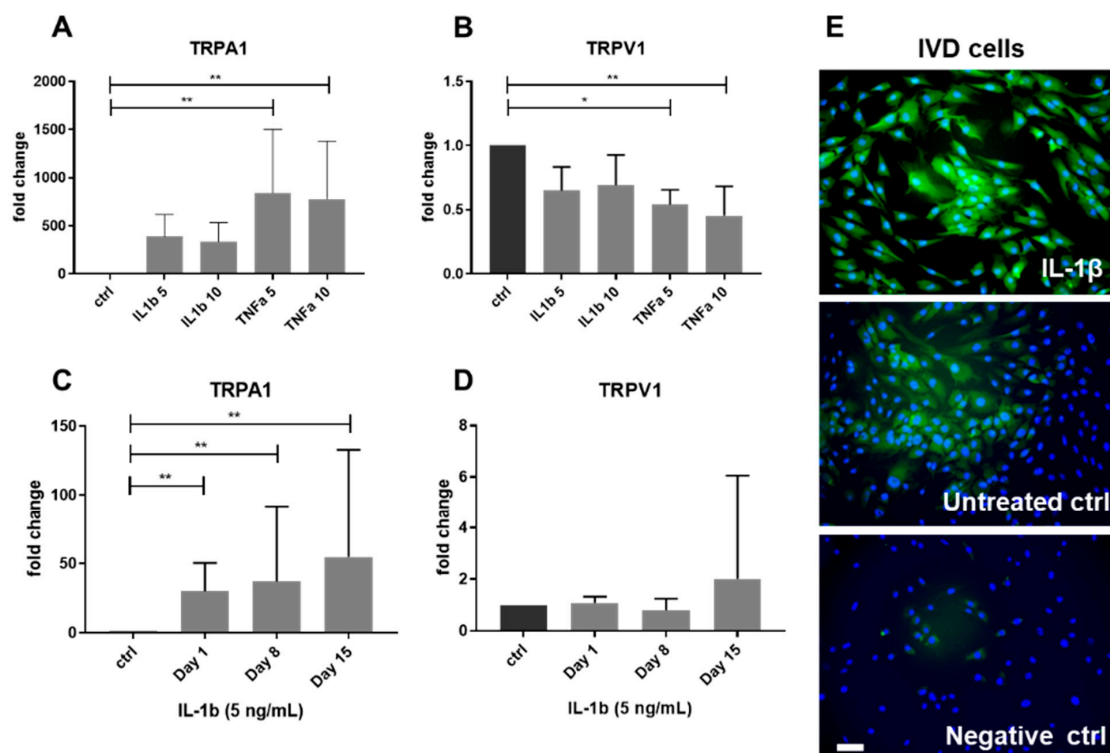 A
TRPA1
fold change
2000
1500
1000
500
0
**
**
ctrl
IL1b 5
IL1b 10
TNFa 5
TNFa 10
B
TRPV1
fold change
1.5
1.0
0.5
0.0
**
*
ctrl
IL1b 5
IL1b 10
TNFa 5
TNFa 10
C
TRPA1
fold change
150
100
50
0
**
**
**
ctrl
Day 1
Day 8
Day 15
IL-1b (5 ng/mL)
D
TRPV1
fold change
8
6
4
2
0
ctrl
Day 1
Day 8
Day 15
IL-1b (5 ng/mL)
E
IVD cells
IL-1β
Untreated ctrl
Negative ctrl